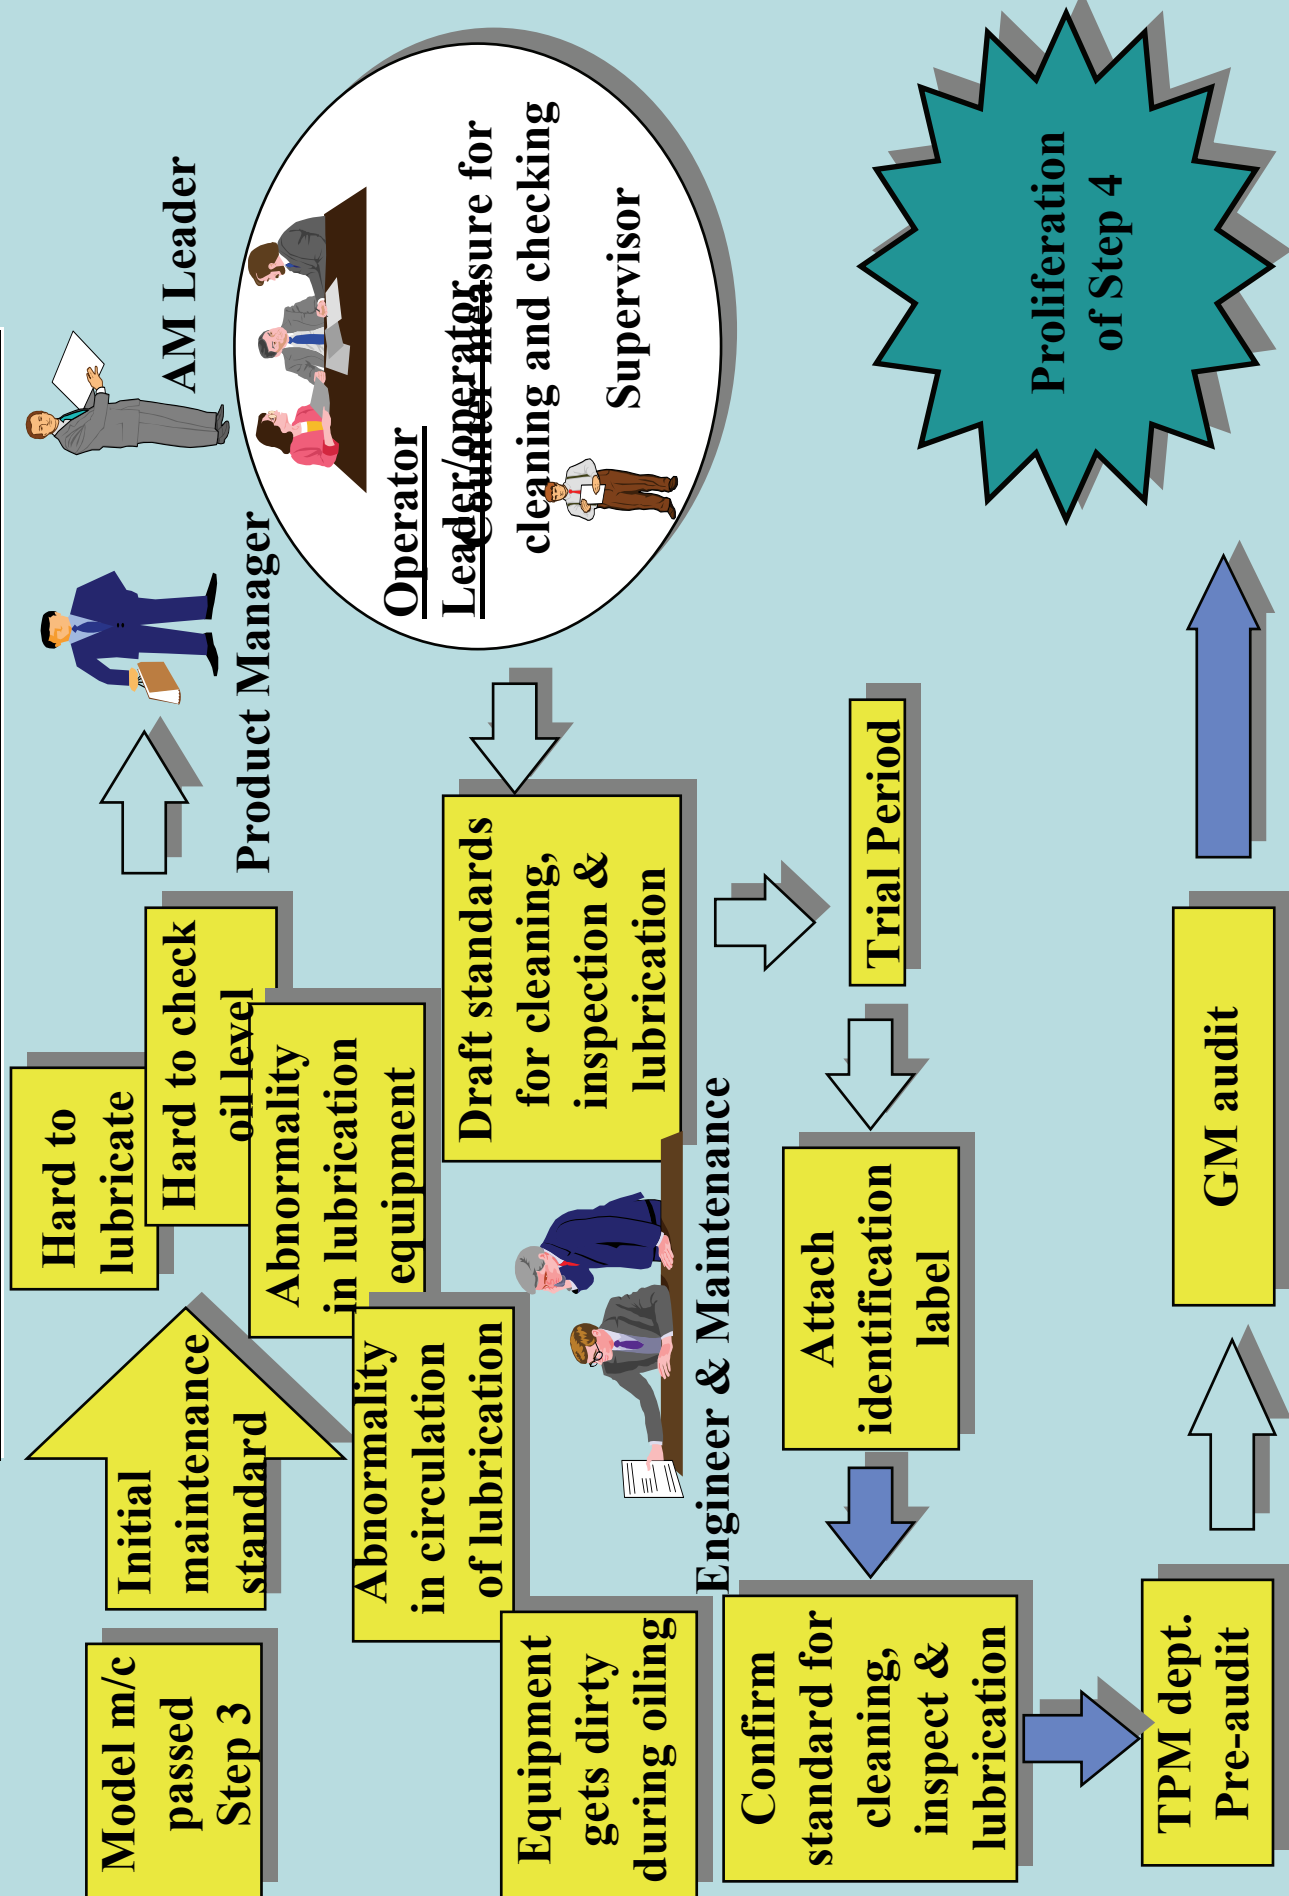 Model m/c
passed
Step 3
Initial
maintenance
standard
Hard to
lubricate
Hard to check
oil level
Abnormality
in lubrication
equipment
Abnormality
in circulation
of lubrication
Equipment
gets dirty
during oiling
Product Manager
AM Leader
Operator
Leader/operator
Counter measure for
cleaning and checking
Supervisor
Engineer & Maintenance
Draft standards
for cleaning,
inspection &
lubrication
Trial Period
Attach
identification
label
Confirm
standard for
cleaning,
inspect &
lubrication
TPM dept.
Pre-audit
GM audit
Proliferation
of Step 4